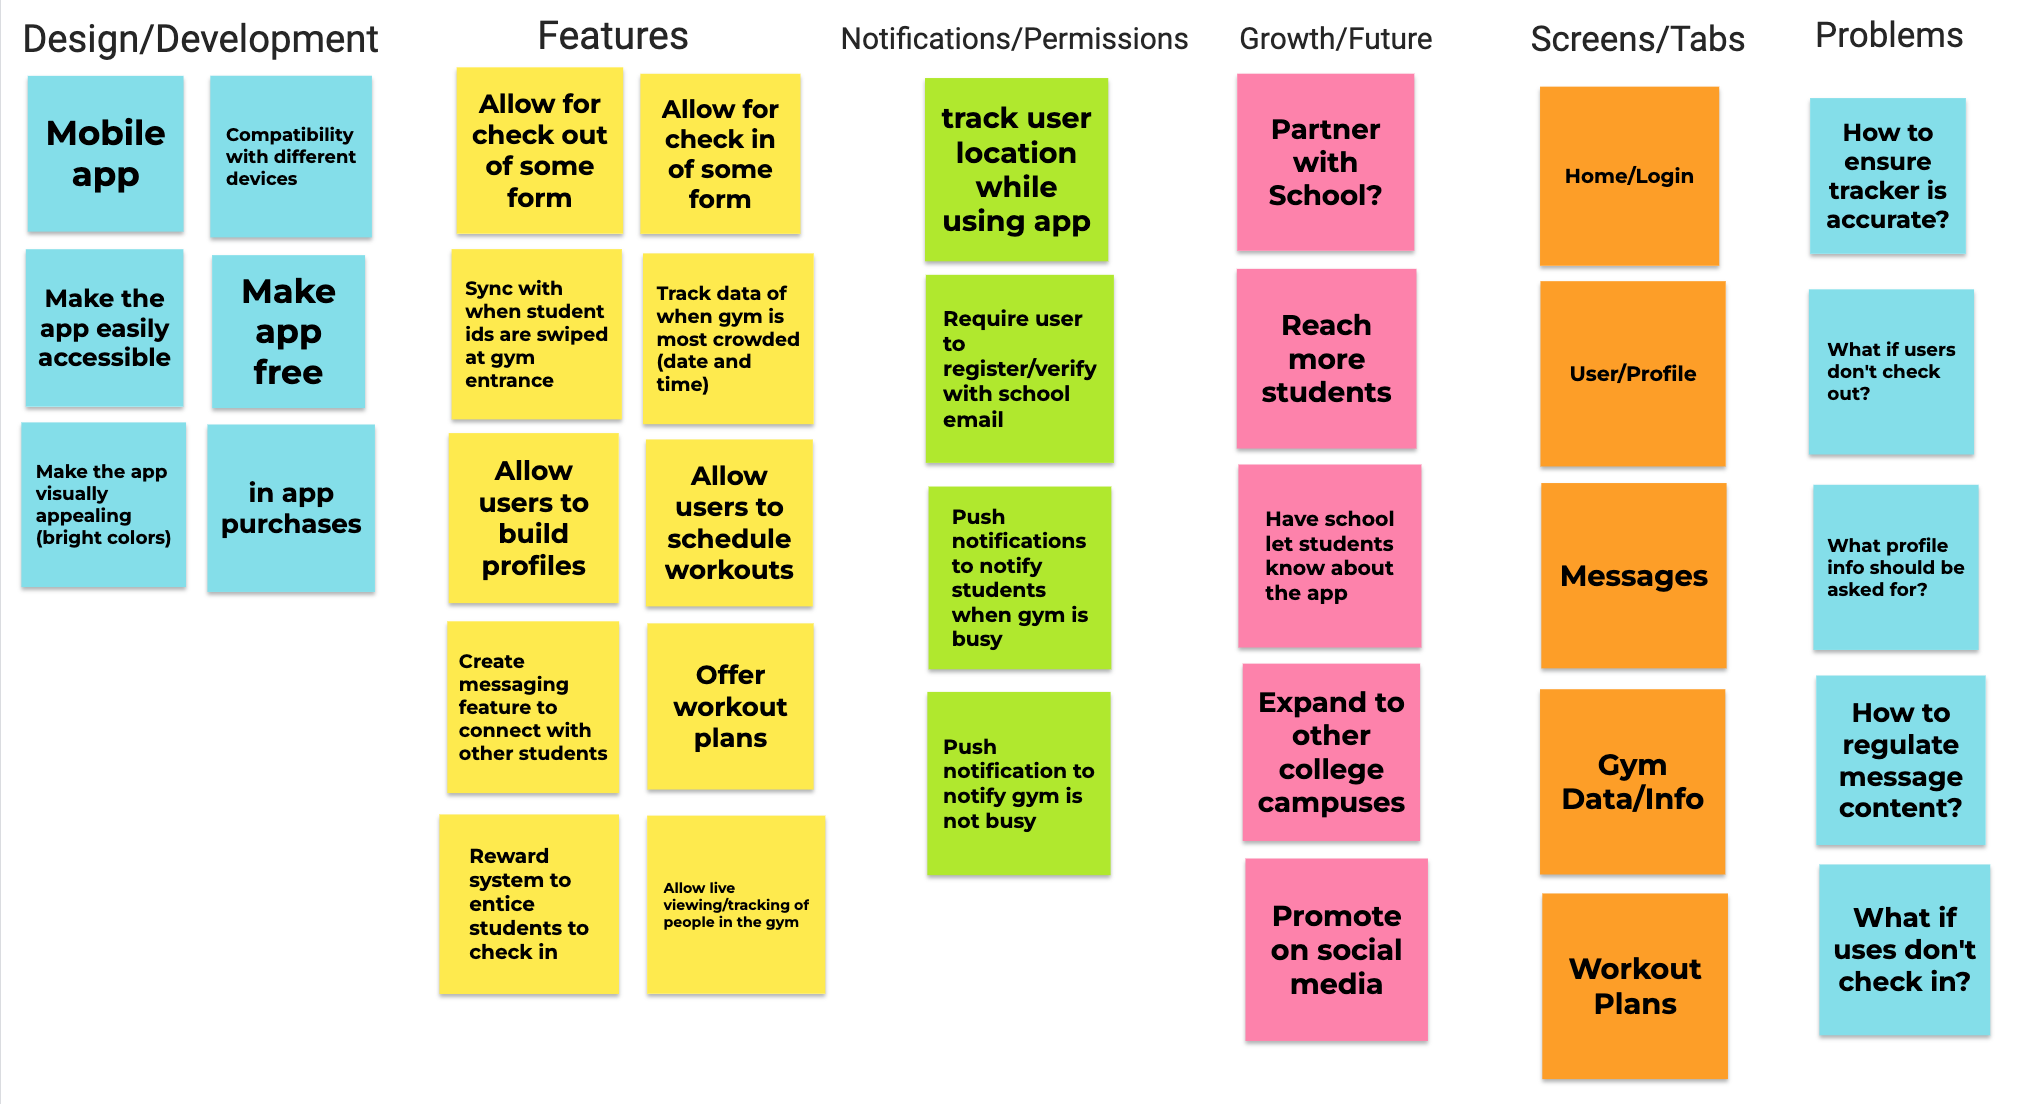 Design/Development
Mobile
app
Compatibility
with different
devices
Make the
app easily
accessible
Make
app
free
Make the app
visually
appealing
(bright colors)
in app
purchases
Features
Allow for
check out
of some
form
Allow for
check in
of some
form
Sync with
when student
ids are swiped
at gym
entrance
Track data of
when gym is
most crowded
(date and
time)
Allow
users to
build
profiles
Allow
users to
schedule
workouts
Create
messaging
feature to
connect with
other students
Offer
workout
plans
Reward
system to
entice
students to
check in
Allow live
viewing/tracking of
people in the gym
Notifications/Permissions
track user
location
while
using app
Require user
to
register/verify
with school
email
Push
notifications
to notify
students
when gym is
busy
Push
notification to
notify gym is
not busy
Growth/Future
Partner
with
School?
Reach
more
students
Have school
let students
know about
the app
Expand to
other
college
campuses
Promote
on social
media
Screens/Tabs
Home/Login
User/Profile
Messages
Gym
Data/Info
Workout
Plans
Problems
How to
ensure
tracker is
accurate?
What if users
don't check
out?
What profile
info should be
asked for?
How to
regulate
message
content?
What if
uses don't
check in?